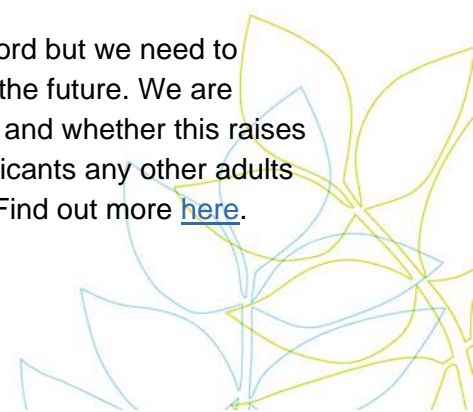 ord but we need to
the future. We are
and whether this raises
icants any other adults
Find out more here.